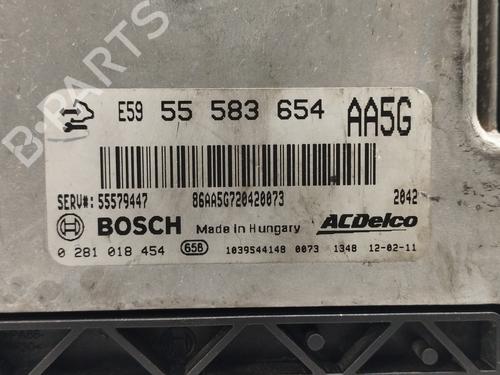 B-PARTS
E59 55 583 654 AA5G
SERV#: 55579447 86AA5G720420073 2042
BOSCH Made in Hungary ACDelco
0 281 018 454 65B 1039S44148 0073 1348 12-02-11